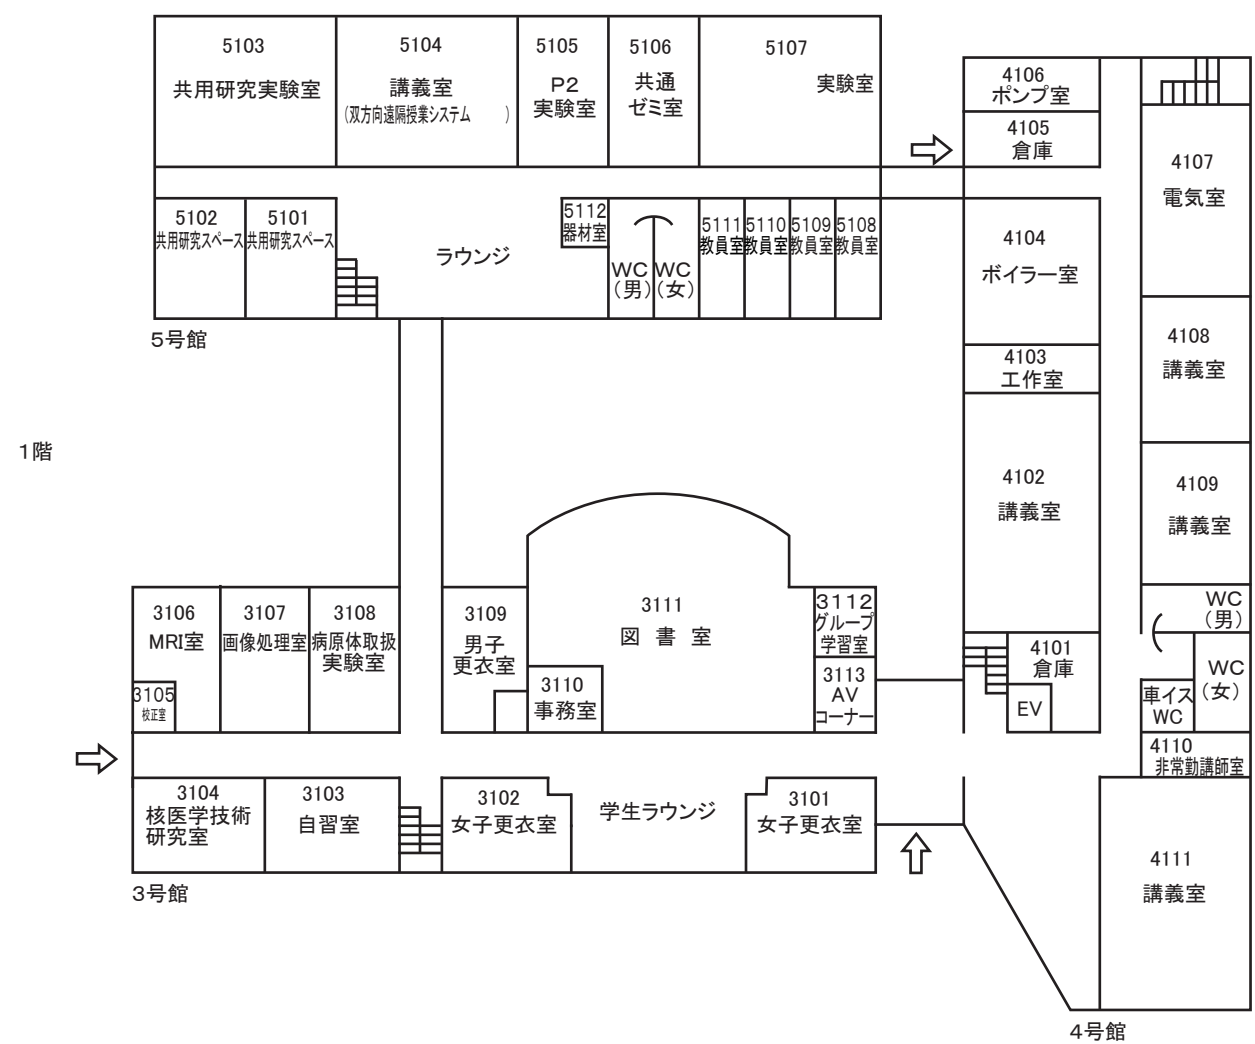 5103
共用研究実験室
5104
講義室
(双方向遠隔授業システム　　)
5105
P2
実験室
5106
共通
ゼミ室
5107
実験室
5102
共用研究スペース
5101
共用研究スペース
ラウンジ
5112
器材室
WC
(男)
WC
(女)
5111
教員室
5110
教員室
5109
教員室
5108
教員室
5号館
4106
ポンプ室
4105
倉庫
4107
電気室
4104
ボイラー室
4103
工作室
4108
講義室
4102
講義室
4109
講義室
1階
WC
(男)
4101
倉庫
EV
WC
(女)
車イス
WC
4110
非常勤講師室
4111
講義室
4号館
3106
MRI室
3105
校正室
3107
画像処理室
3108
病原体取扱
実験室
3109
男子
更衣室
3110
事務室
3111
図書室
3112
グループ
学習室
3113
AV
コーナー
3104
核医学技術
研究室
3103
自習室
3102
女子更衣室
学生ラウンジ
3101
女子更衣室
3号館